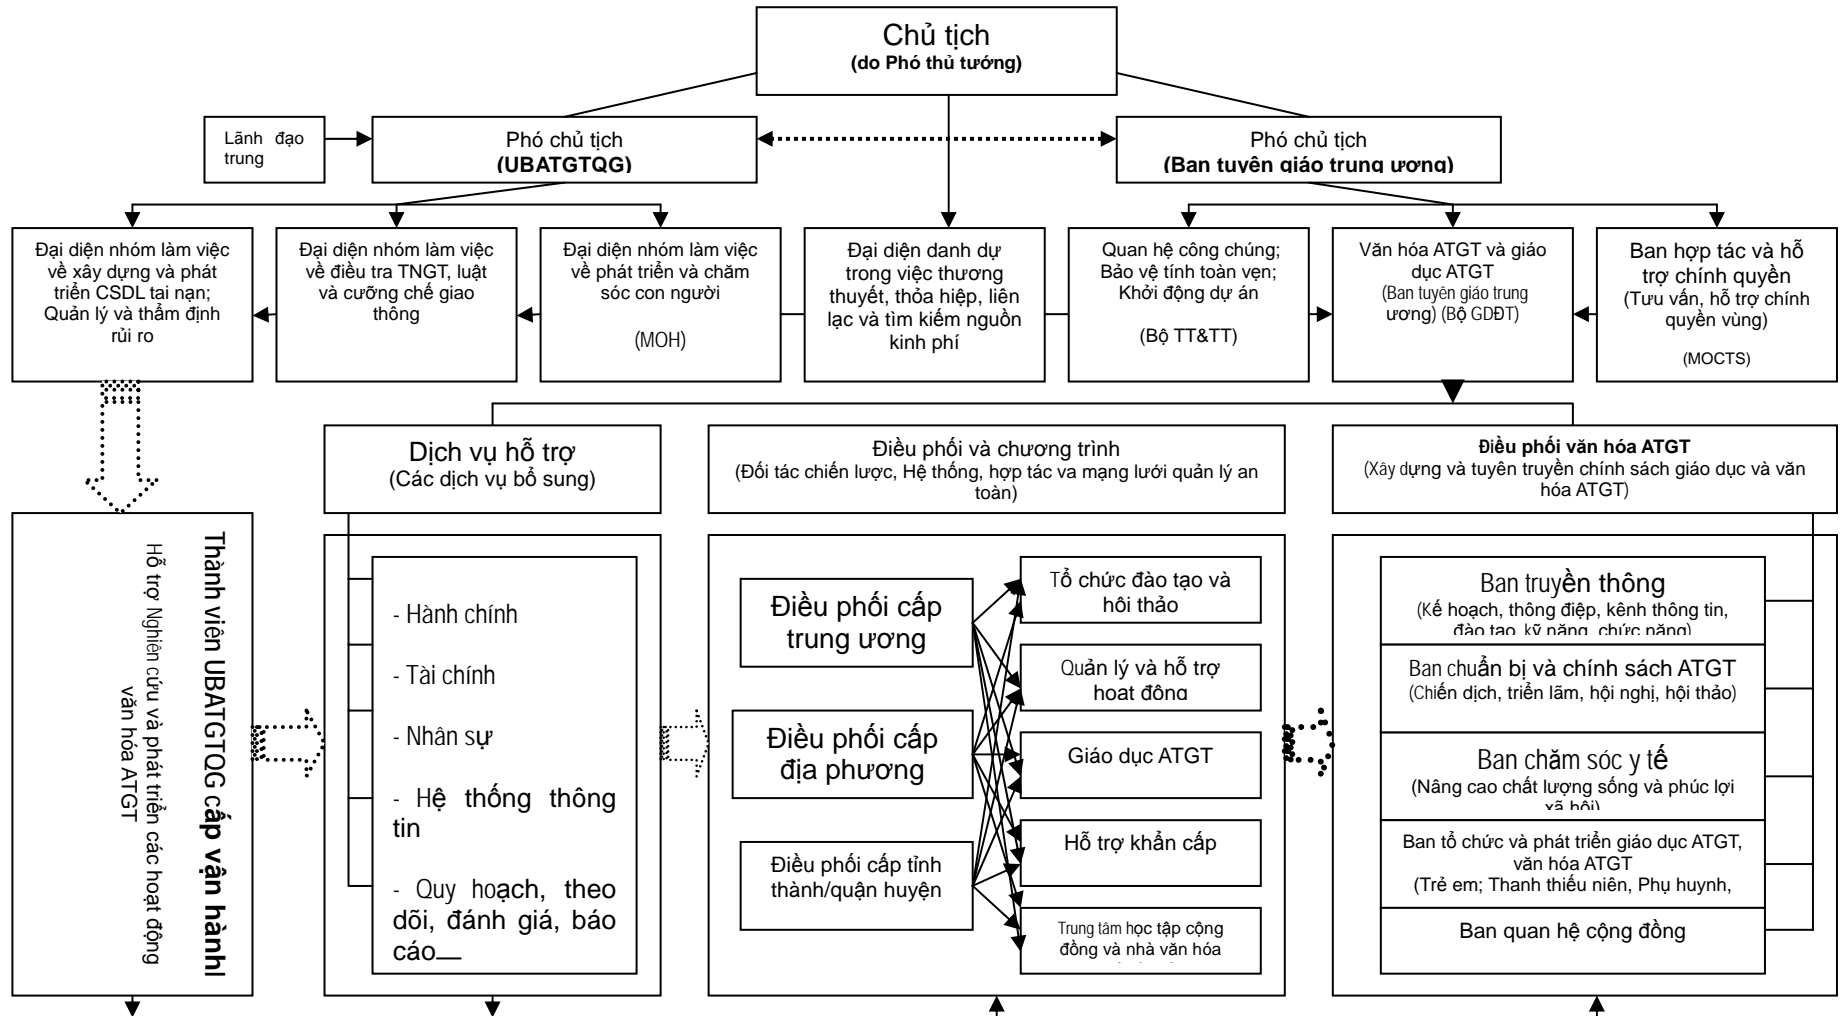 Chủ tịch
(do Phó thủ tướng)
Lãnh đạo
trung
Phó chủ tịch
(UBATGTQG)
Phó chủ tịch
(Ban tuyên giáo trung ương)
Đại diện nhóm làm việc
về xây dựng và phát
triển CSDL tai nạn;
Quản lý và thẩm định
rủi ro
Đại diện nhóm làm việc
về điều tra TNGT, luật
và cưỡng chế giao
thông
Đại diện nhóm làm việc
về phát triển và chăm
sóc con người
(MOH)
Đại diện danh dự
trong việc thương
thuyết, thỏa hiệp, liên
lạc và tìm kiếm nguồn
kinh phí
Quan hệ công chúng;
Bảo vệ tính toàn vẹn;
Khởi động dự án
(Bộ TT&TT)
Văn hóa ATGT và giáo
dục ATGT
(Ban tuyên giáo trung
ương) (Bộ GDĐT)
Ban hợp tác và hỗ
trợ chính quyền
(Tưu vấn, hỗ trợ chính
quyền vùng)
(MOCTS)
Dịch vụ hỗ trợ
(Các dịch vụ bổ sung)
Điều phối và chương trình
(Đối tác chiến lược, Hệ thống, hợp tác va mạng lưới quản lý an
toàn)
Điều phối văn hóa ATGT
(Xây dựng và tuyên truyền chính sách giáo dục và văn
hóa ATGT)
Thành viên UBATGTQG cấp vận hànhl
Hỗ trợ Nghiên cứu và phát triển các hoạt động
văn hóa ATGT
- Hành chính
- Tài chính
- Nhân sự
- Hệ thống thông
tin
- Quy hoạch, theo
dõi, đánh giá, báo
cáo
Điều phối cấp
trung ương
Điều phối cấp
địa phương
Điều phối cấp tỉnh
thành/quận huyện
Tổ chức đào tạo và
hôi thảo
Quản lý và hỗ trợ
hoạt động
Giáo dục ATGT
Hỗ trợ khẩn cấp
Trung tâm học tập cộng
đồng và nhà văn hóa
Ban truyền thông
(Kế hoạch, thông điệp, kênh thông tin,
đào tạo, kỹ năng, chức năng)
Ban chuẩn bị và chính sách ATGT
(Chiến dịch, triển lãm, hội nghị, hội thảo)
Ban chăm sóc y tế
(Nâng cao chất lượng sống và phúc lợi
xã hội)
Ban tổ chức và phát triển giáo dục ATGT,
văn hóa ATGT
(Trẻ em; Thanh thiếu niên, Phụ huynh,
Ban quan hệ cộng đồng